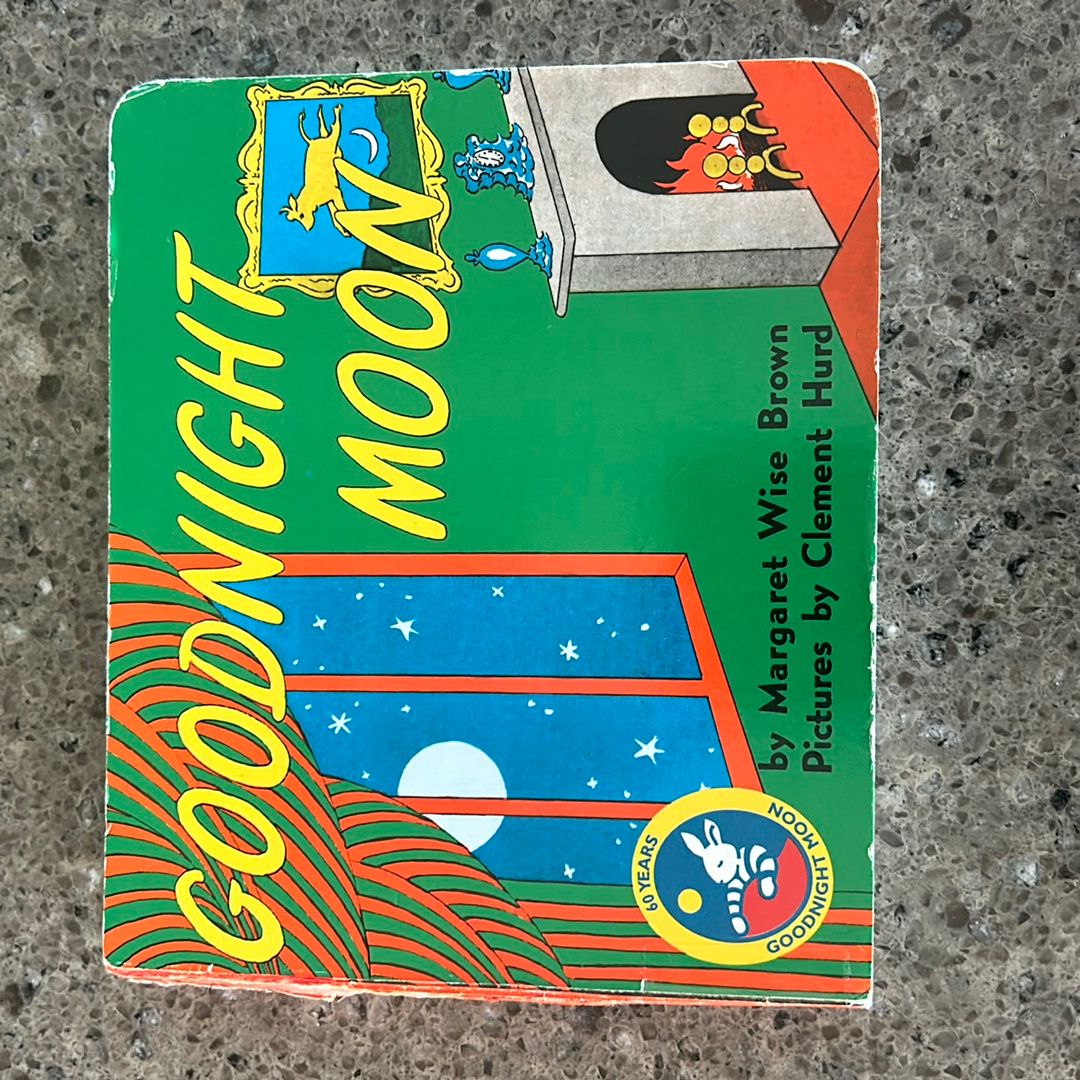 GOODNIGHT
MOON
by Margaret Wise Brown
Pictures by Clement Hurd
60 YEARS
GOODNIGHT MOON